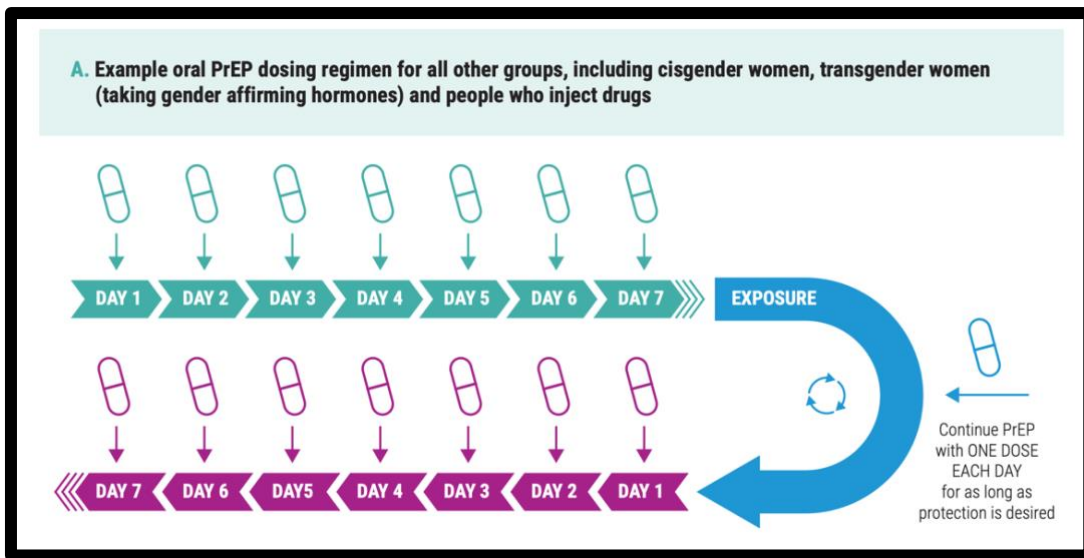 A. Example oral PrEP dosing regimen for all other groups, including cisgender women, transgender women
(taking gender affirming hormones) and people who inject drugs
DAY 1 DAY 2 DAY 3 DAY 4 DAY 5 DAY 6 DAY 7 EXPOSURE
Continue PrEP
with ONE DOSE
EACH DAY
for as long as
protection is desired
DAY 7 DAY 6 DAY5 DAY 4 DAY 3 DAY 2 DAY 1